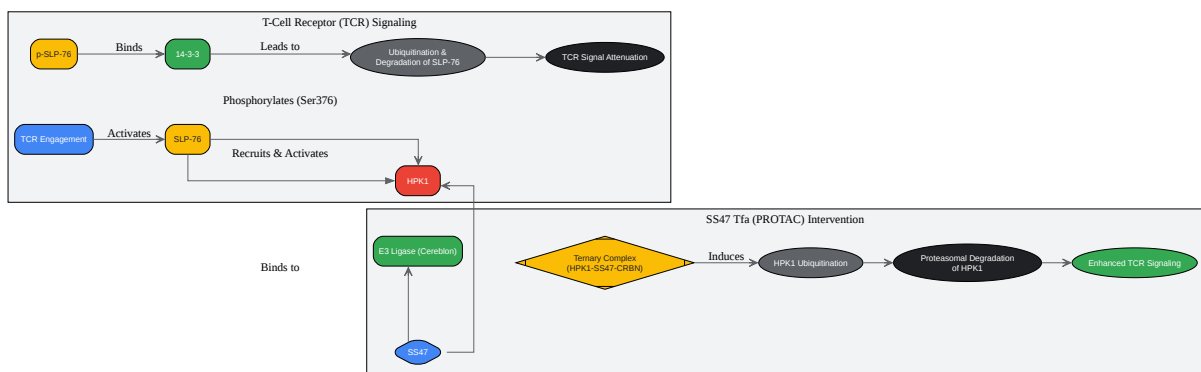 T-Cell Receptor (TCR) Signaling
p-SLP-76
Binds
14-3-3
Leads to
Ubiquitination &
Degradation of SLP-76
TCR Signal Attenuation
Phosphorylates (Ser376)
TCR Engagement
Activates
SLP-76
Recruits & Activates
HPK1
SS47 Tfa (PROTAC) Intervention
E3 Ligase (Cereblon)
Binds to
Ternary Complex
(HPK1-SS47-CRBN)
Induces
HPK1 Ubiquitination
Proteasomal Degradation
of HPK1
Enhanced TCR Signaling
SS47